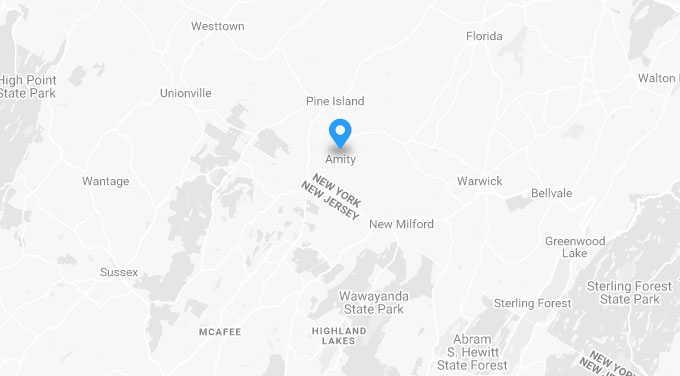 Westtown
Florida
High Point
State Park
Walton
Unionville
Pine Island
Amity
NEW YORK
NEW JERSEY
Wantage
Warwick
Bellvale
New Milford
Greenwood
Lake
Sussex
Sterling Forest
State Park
Wawayanda
State Park
Sterling Forest
MCAFEE
HIGHLAND
LAKES
Abram
S. Hewitt
State Forest
NEW YORK
NEW JERSEY